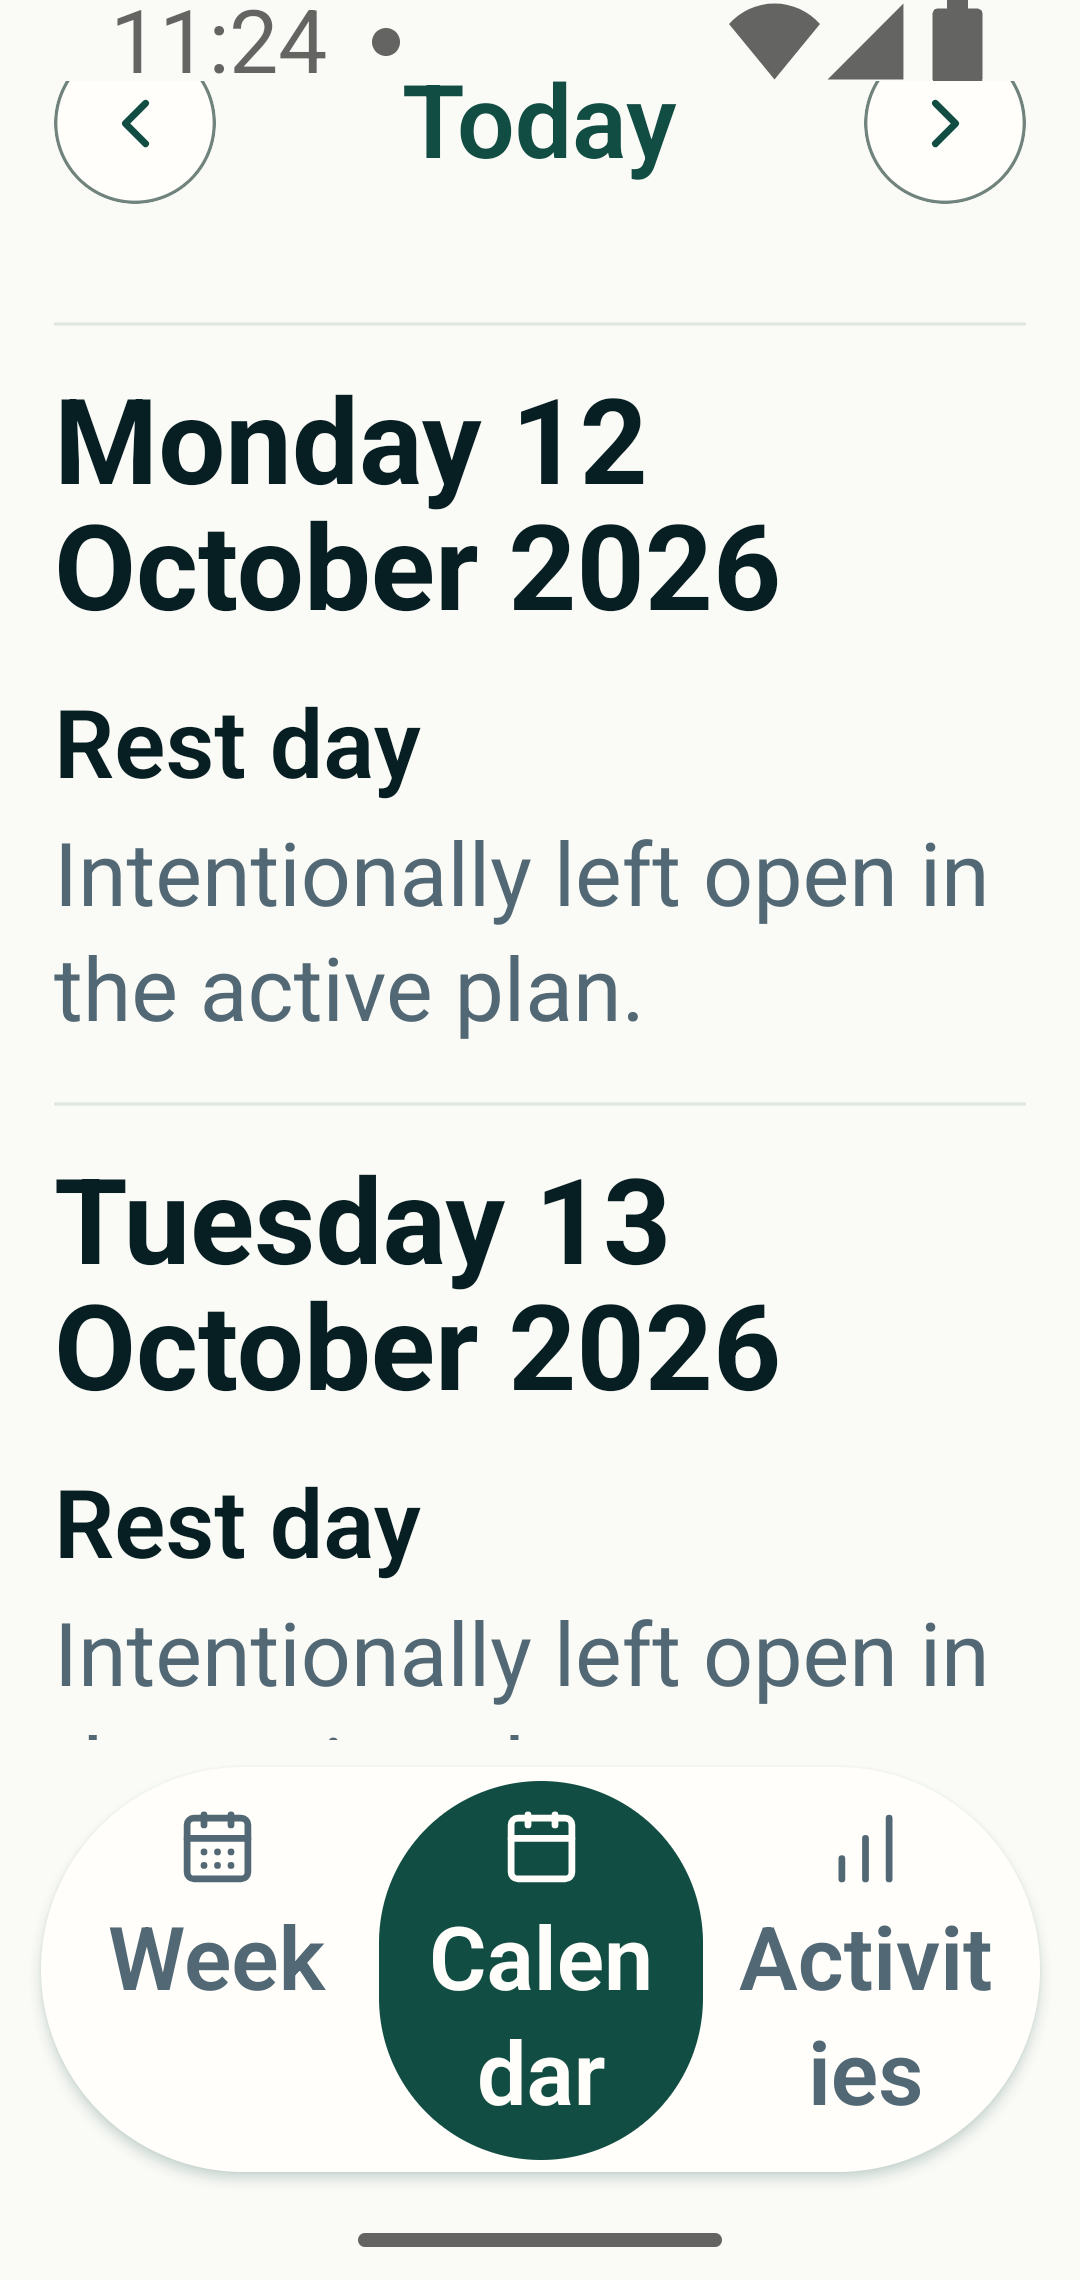 11:24
Today
Monday 12
October 2026
Rest day
Intentionally left open in
the active plan.
Tuesday 13
October 2026
Rest day
Intentionally left open in
Week
Calen
dar
Activit
ies